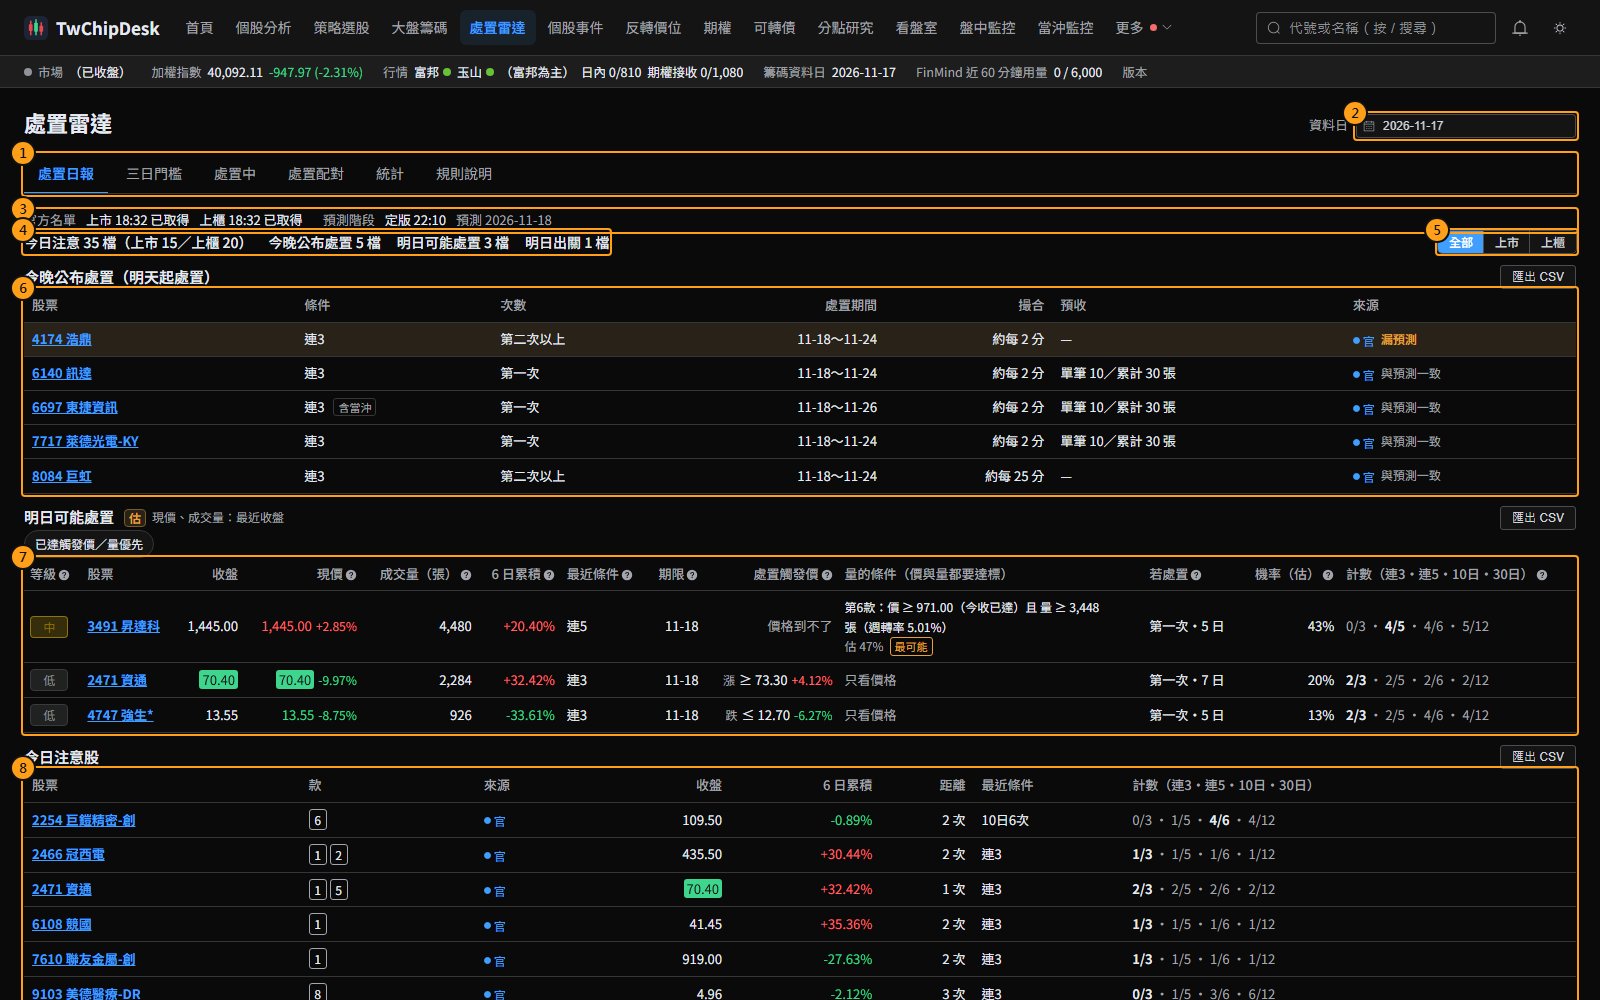 TwChipDesk 首頁 個股分析 策略選股 大盤籌碼 處置雷達 個股事件 反轉價位 期權 可轉債 分點研究 看盤室 盤中監控 當沖監控 更多 代號或名稱（按 / 搜尋）
市場 （已收盤） 加權指數 40,092.11 -947.97 (-2.31%) 行情 富邦 玉山 （富邦為主） 日內 0/810 期權接收 0/1,080 籌碼資料日 2026-11-17 FinMind 近 60 分鐘用量 0 / 6,000 版本
處置雷達 資料日 2 2026-11-17
1
處置日報 三日門檻 處置中 處置配對 統計 規則說明
3
方名單 上市 18:32 已取得 上櫃 18:32 已取得 預測階段 定版 22:10 預測 2026-11-18
4 5
今日注意 35 檔（上市 15／上櫃 20） 今晚公布處置 5 檔 明日可能處置 3 檔 明日出關 1 檔 全部 上市 上櫃
今晚公布處置（明天起處置） 匯出 CSV
6
股票 條件 次數 處置期間 撮合 預收 來源
4174 浩鼎 連3 第二次以上 11-18～11-24 約每 2 分 — 官 漏預測
6140 訊達 連3 第一次 11-18～11-24 約每 2 分 單筆 10／累計 30 張 官 與預測一致
6697 東捷資訊 連3 含當沖 第一次 11-18～11-26 約每 2 分 單筆 10／累計 30 張 官 與預測一致
7717 萊德光電-KY 連3 第一次 11-18～11-24 約每 2 分 單筆 10／累計 30 張 官 與預測一致
8084 巨虹 連3 第二次以上 11-18～11-24 約每 25 分 — 官 與預測一致
明日可能處置 估 現價、成交量：最近收盤 匯出 CSV
已達觸發價／量優先
7
等級 ? 股票 收盤 現價 ? 成交量（張） ? 6 日累積 ? 最近條件 ? 期限 ? 處置觸發價 ? 量的條件（價與量都要達標） 若處置 ? 機率（估） ? 計數（連3・連5・10日・30日） ?
中 3491 昇達科 1,445.00 1,445.00 +2.85% 4,480 +20.40% 連5 11-18 價格到不了 第6款：價 ≥ 971.00（今收已達）且 量 ≥ 3,448 張（週轉率 5.01%） 估 47% 最可能 第一次・5 日 43% 0/3 ・ 4/5 ・ 4/6 ・ 5/12
低 2471 資通 70.40 70.40 -9.97% 2,284 +32.42% 連3 11-18 漲 ≥ 73.30 +4.12% 只看價格 第一次・7 日 20% 2/3 ・ 2/5 ・ 2/6 ・ 2/12
低 4747 強生* 13.55 13.55 -8.75% 926 -33.61% 連3 11-18 跌 ≤ 12.70 -6.27% 只看價格 第一次・5 日 13% 2/3 ・ 2/5 ・ 4/6 ・ 4/12
今日注意股 匯出 CSV
8
股票 款 來源 收盤 6 日累積 距離 最近條件 計數（連3・連5・10日・30日）
2254 巨鎧精密-創 6 官 109.50 -0.89% 2 次 10日6次 0/3 ・ 1/5 ・ 4/6 ・ 4/12
2466 冠西電 1 2 官 435.50 +30.44% 2 次 連3 1/3 ・ 1/5 ・ 1/6 ・ 1/12
2471 資通 1 5 官 70.40 +32.42% 1 次 連3 2/3 ・ 2/5 ・ 2/6 ・ 2/12
6108 競國 1 官 41.45 +35.36% 2 次 連3 1/3 ・ 1/5 ・ 1/6 ・ 1/12
7610 聯友金屬-創 1 官 919.00 -27.63% 2 次 連3 1/3 ・ 1/5 ・ 1/6 ・ 1/12
9103 美德醫療-DR 8 官 4.96 -2.12% 3 次 連3 0/3 ・ 1/5 ・ 3/6 ・ 6/12